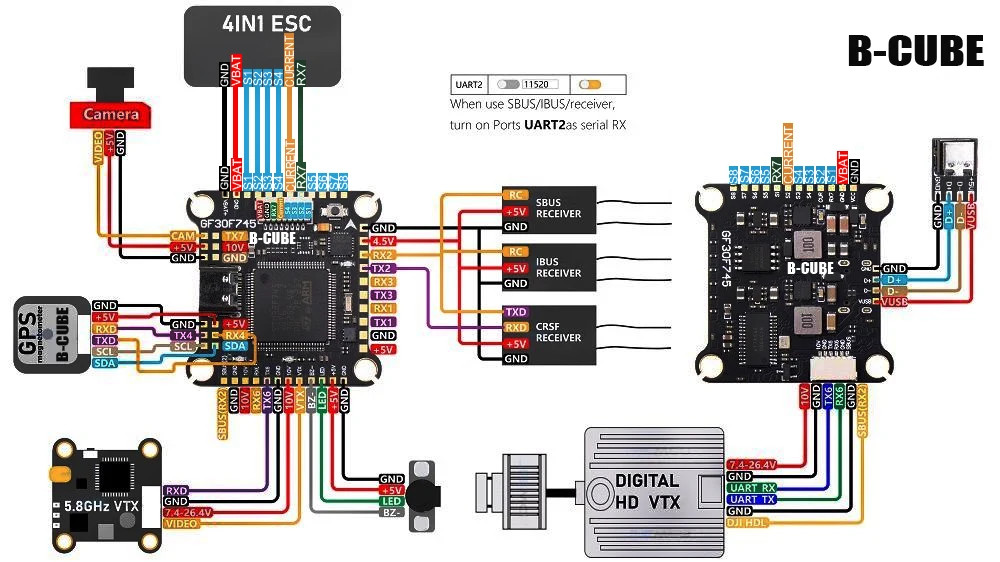 4IN1 ESC
B-CUBE
GND
VBAT
S1
S2
S3
S4
CURRENT
RX7
UART2
11520
When use SBUS/IBUS/receiver,
turn on Ports UART2as serial RX
Camera
VIDEO
+5V
GND
GND
VBAT
S1
S2
S3
S4
CURRENT
RX7
S5
S6
S7
S8
GF30F745
B-CUBE
CAM
TX7
+5V
10V
GND
GND
GND
4.5V
RX2
TX2
RX3
TX3
RX1
TX1
GND
+5V
RC
+5V
GND
SBUS
RECEIVER
RC
+5V
GND
IBUS
RECEIVER
TXD
RXD
+5V
GND
CRSF
RECEIVER
GPS
magnetometer
B-CUBE
GND
+5V
RXD
TXD
SCL
SDA
GND
TX4
SCL
+5V
RX4
SDA
SBUS(RX2)
GND
10V
RX6
TX6
GND
10V
VTX
BZ-
LED
+5V
GND
5.8GHz VTX
RXD
GND
7.4-26.4V
VIDEO
GND
+5V
LED
BZ-
S8
S7
S6
S5
RX7
CURRENT
S4
S3
S2
S1
VBAT
GND
GF30F745
B-CUBE
100
100
GND
D+
D-
VUSB
GND
D+
D-
VUSB
10V
GND
TX6
RX6
GND
SBUS(RX2)
DIGITAL
HD VTX
7.4-26.4V
GND
UART RX
UART TX
GND
DJI HDL